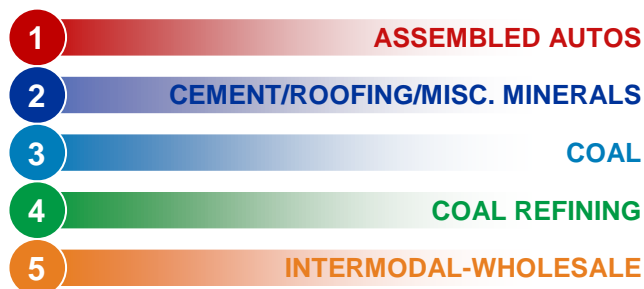 1 ASSEMBLED AUTOS
2 CEMENT/ROOFING/MISC. MINERALS
3 COAL
4 COAL REFINING
5 INTERMODAL-WHOLESALE